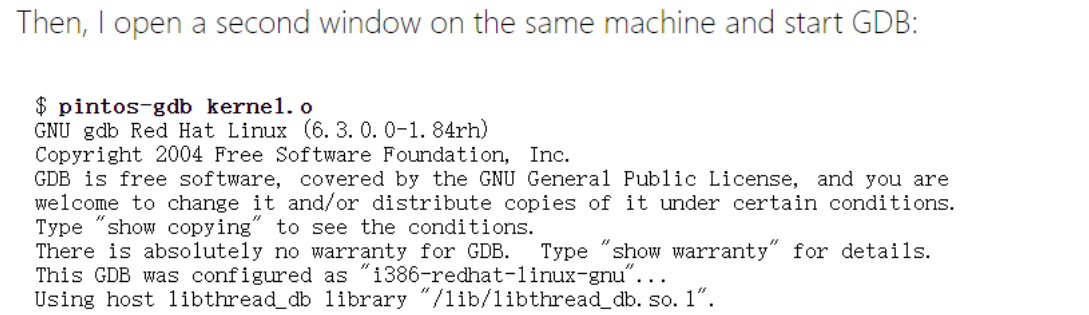 Then, I open a second window on the same machine and start GDB:
$ pintos-gdb kernel.o
GNU gdb Red Hat Linux (6.3.0.0-1.84rh)
Copyright 2004 Free Software Foundation, Inc.
GDB is free software, covered by the GNU General Public License, and you are
welcome to change it and/or distribute copies of it under certain conditions.
Type "show copying" to see the conditions.
There is absolutely no warranty for GDB.  Type "show warranty" for details.
This GDB was configured as "i386-redhat-linux-gnu"...
Using host libthread_db library "/lib/libthread_db.so.1".